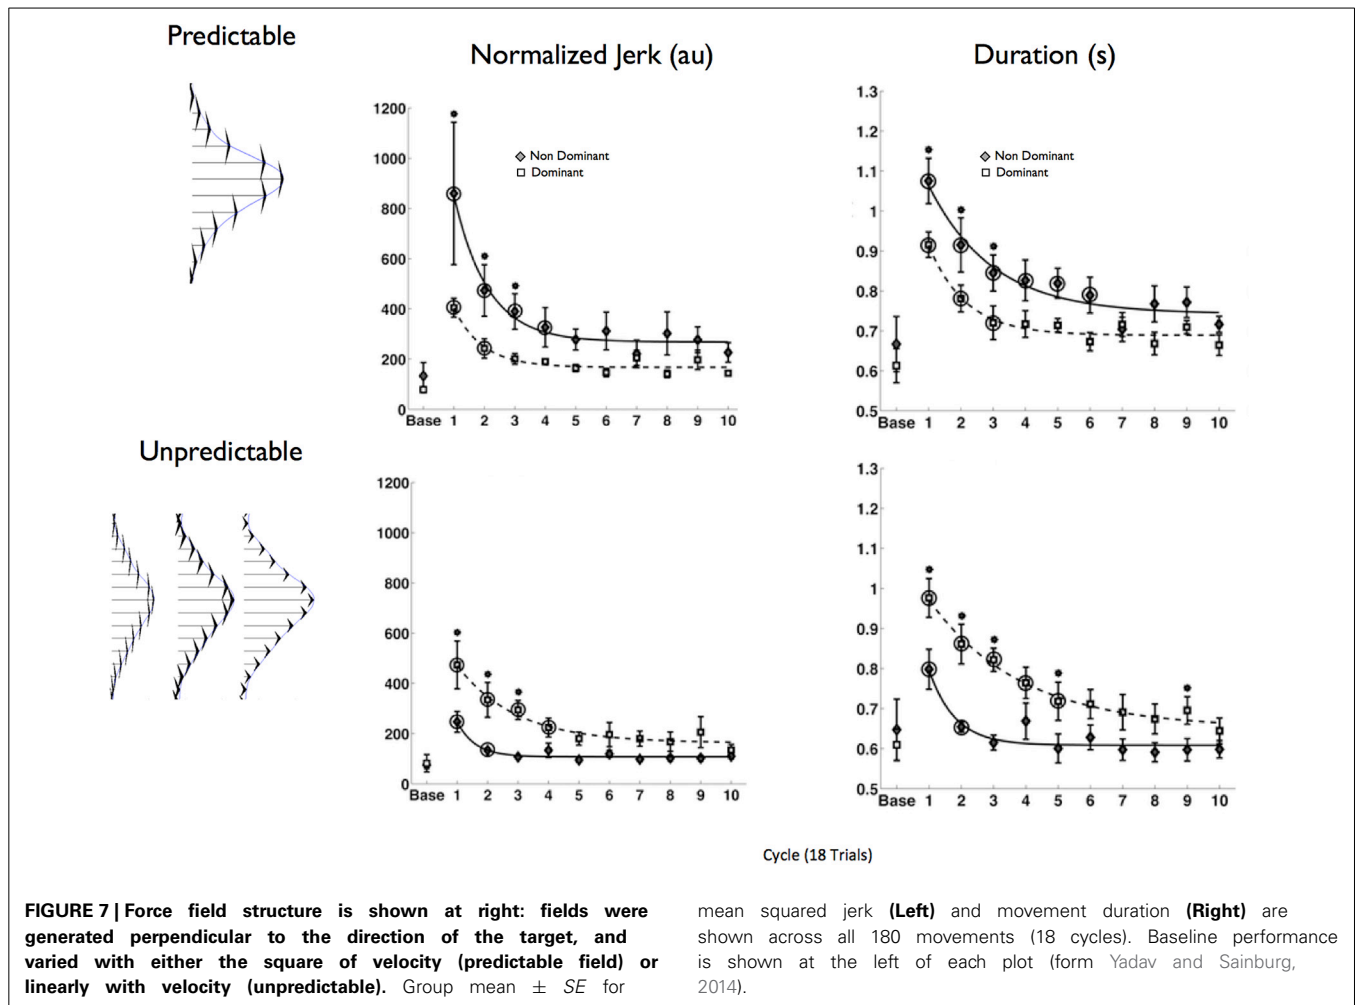 Predictable
Normalized Jerk (au)
Duration (s)
1200
1000
800
600
400
200
0
Non Dominant
Dominant
Base 1 2 3 4 5 6 7 8 9 10
1.3
1.2
1.1
1
0.9
0.8
0.7
0.6
0.5
Non Dominant
Dominant
Base 1 2 3 4 5 6 7 8 9 10
Unpredictable
1200
1000
800
600
400
200
0
Base 1 2 3 4 5 6 7 8 9 10
1.3
1.2
1.1
1
0.9
0.8
0.7
0.6
0.5
Base 1 2 3 4 5 6 7 8 9 10
Cycle (18 Trials)
FIGURE 7 | Force field structure is shown at right: fields were
generated perpendicular to the direction of the target, and
varied with either the square of velocity (predictable field) or
linearly with velocity (unpredictable). Group mean ± SE for
mean squared jerk (Left) and movement duration (Right) are
shown across all 180 movements (18 cycles). Baseline performance
is shown at the left of each plot (form Yadav and Sainburg,
2014).